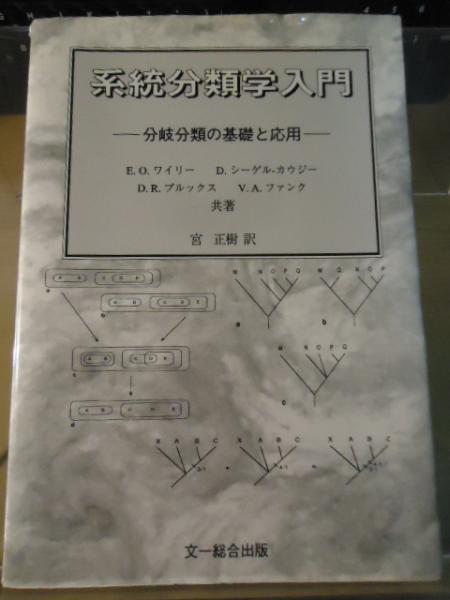 系統分類学入門
—分岐分類の基礎と応用—
E. O. ワイリー D. シーゲル-カウジー
D. R. ブルックス V. A. ファンク
共著
宮 正樹 訳
M N O P Q M Q N O P
a
b
a b
c
M N O P Q
c
d
X A B C X A B C X A B C
文一総合出版